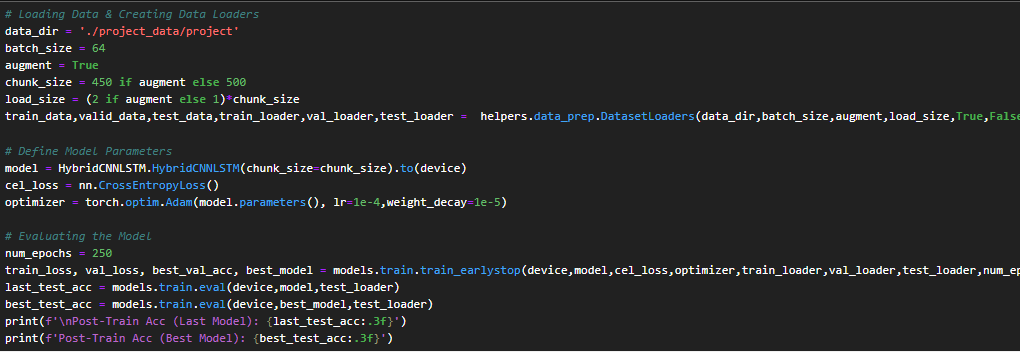 # Loading Data & Creating Data Loaders
data_dir = './project_data/project'
batch_size = 64
augment = True
chunk_size = 450 if augment else 500
load_size = (2 if augment else 1)*chunk_size
train_data,valid_data,test_data,train_loader,val_loader,test_loader =  helpers.data_prep.DatasetLoaders(data_dir,batch_size,augment,load_size,True,False
# Define Model Parameters
model = HybridCNNLSTM.HybridCNNLSTM(chunk_size=chunk_size).to(device)
cel_loss = nn.CrossEntropyLoss()
optimizer = torch.optim.Adam(model.parameters(), lr=1e-4,weight_decay=1e-5)
# Evaluating the Model
num_epochs = 250
train_loss, val_loss, best_val_acc, best_model = models.train.train_earlystop(device,model,cel_loss,optimizer,train_loader,val_loader,test_loader,num_ep
last_test_acc = models.train.eval(device,model,test_loader)
best_test_acc = models.train.eval(device,best_model,test_loader)
print(f'\nPost-Train Acc (Last Model): {last_test_acc:.3f}')
print(f'Post-Train Acc (Best Model): {best_test_acc:.3f}')